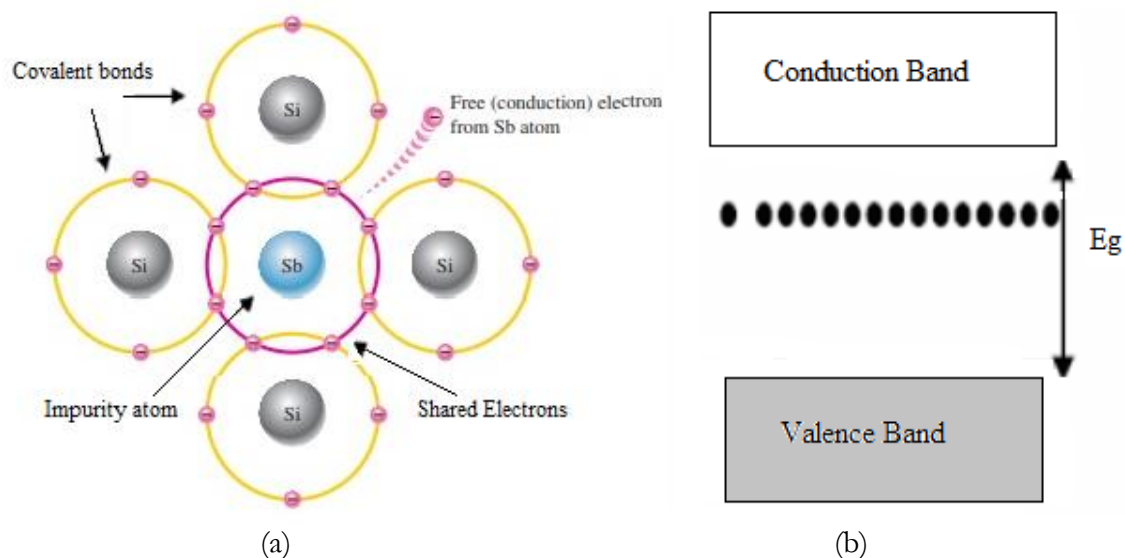 Covalent bonds
Si
Free (conduction) electron
from Sb atom
Si
Sb
Si
Impurity atom
Si
Shared Electrons
(a)
Conduction Band
Eg
Valence Band
(b)